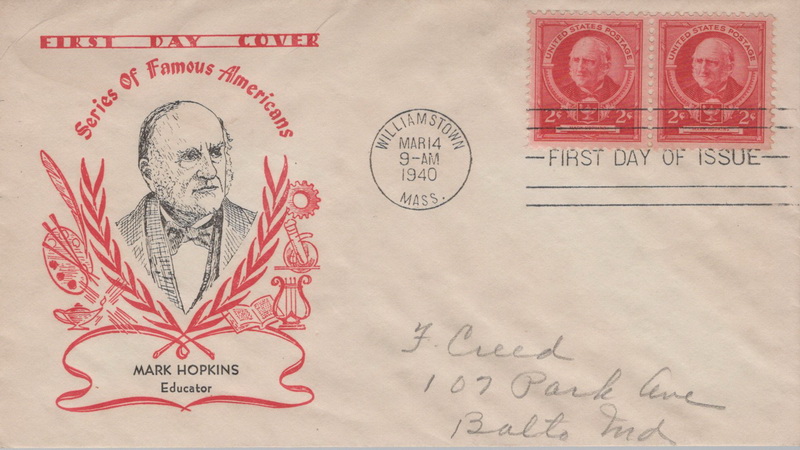 FIRST DAY COVER
Series Of Famous Americans
MARK HOPKINS
Educator
WILLIAMSTOWN
MAR 14
9-AM
1940
MASS.
UNITED STATES POSTAGE
2¢ 2¢
UNITED STATES POSTAGE
2¢ 2¢
FIRST DAY OF ISSUE
F. Creed
107 Park Ave
Balto Md